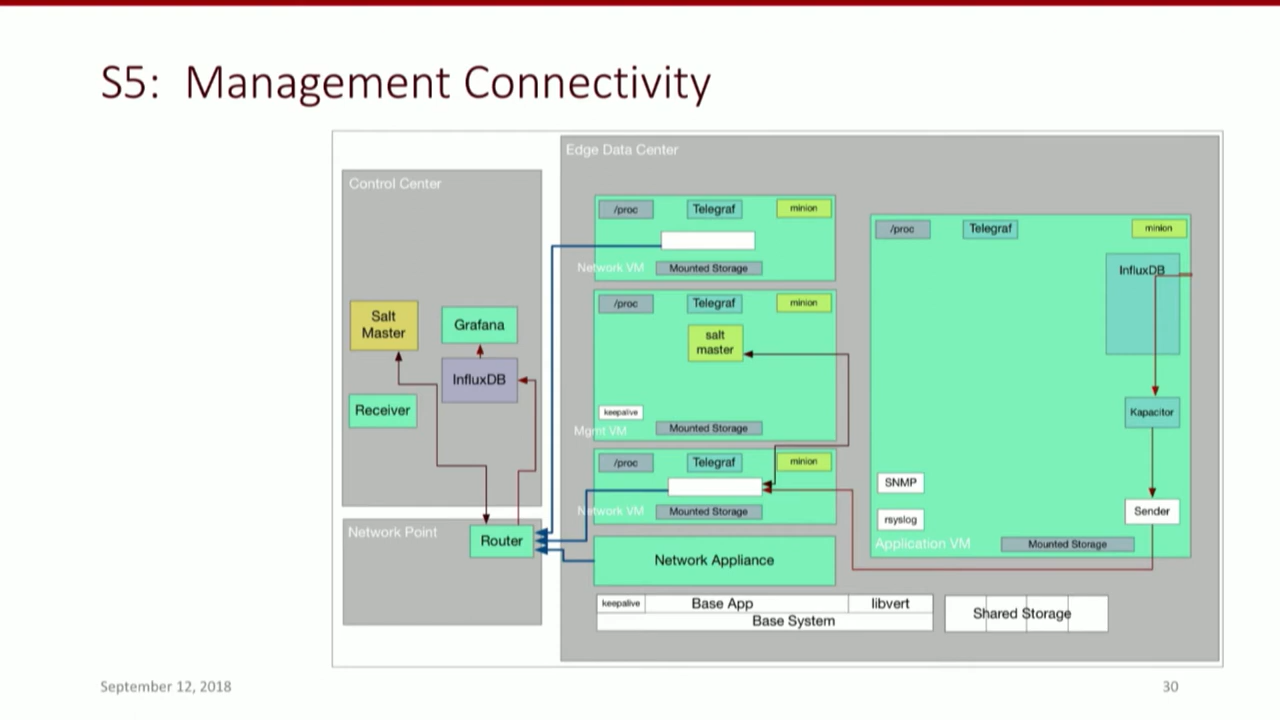 S5: Management Connectivity
Edge Data Center
Control Center
Salt
Master
Grafana
InfluxDB
Receiver
Network Point
Router
/proc
Telegraf
minion
Network VM
Mounted Storage
/proc
Telegraf
minion
salt
master
keepalive
Mgmt VM
Mounted Storage
/proc
Telegraf
minion
Network VM
Mounted Storage
Network Appliance
keepalive
Base App
libvert
Base System
Shared Storage
/proc
Telegraf
minion
InfluxDB
Kapacitor
SNMP
Sender
rsyslog
Application VM
Mounted Storage
September 12, 2018
30